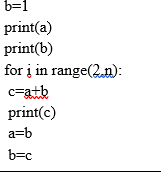 b=1
print(a)
print(b)
for i in range(2,n):
c=a+b
print(c)
a=b
b=c